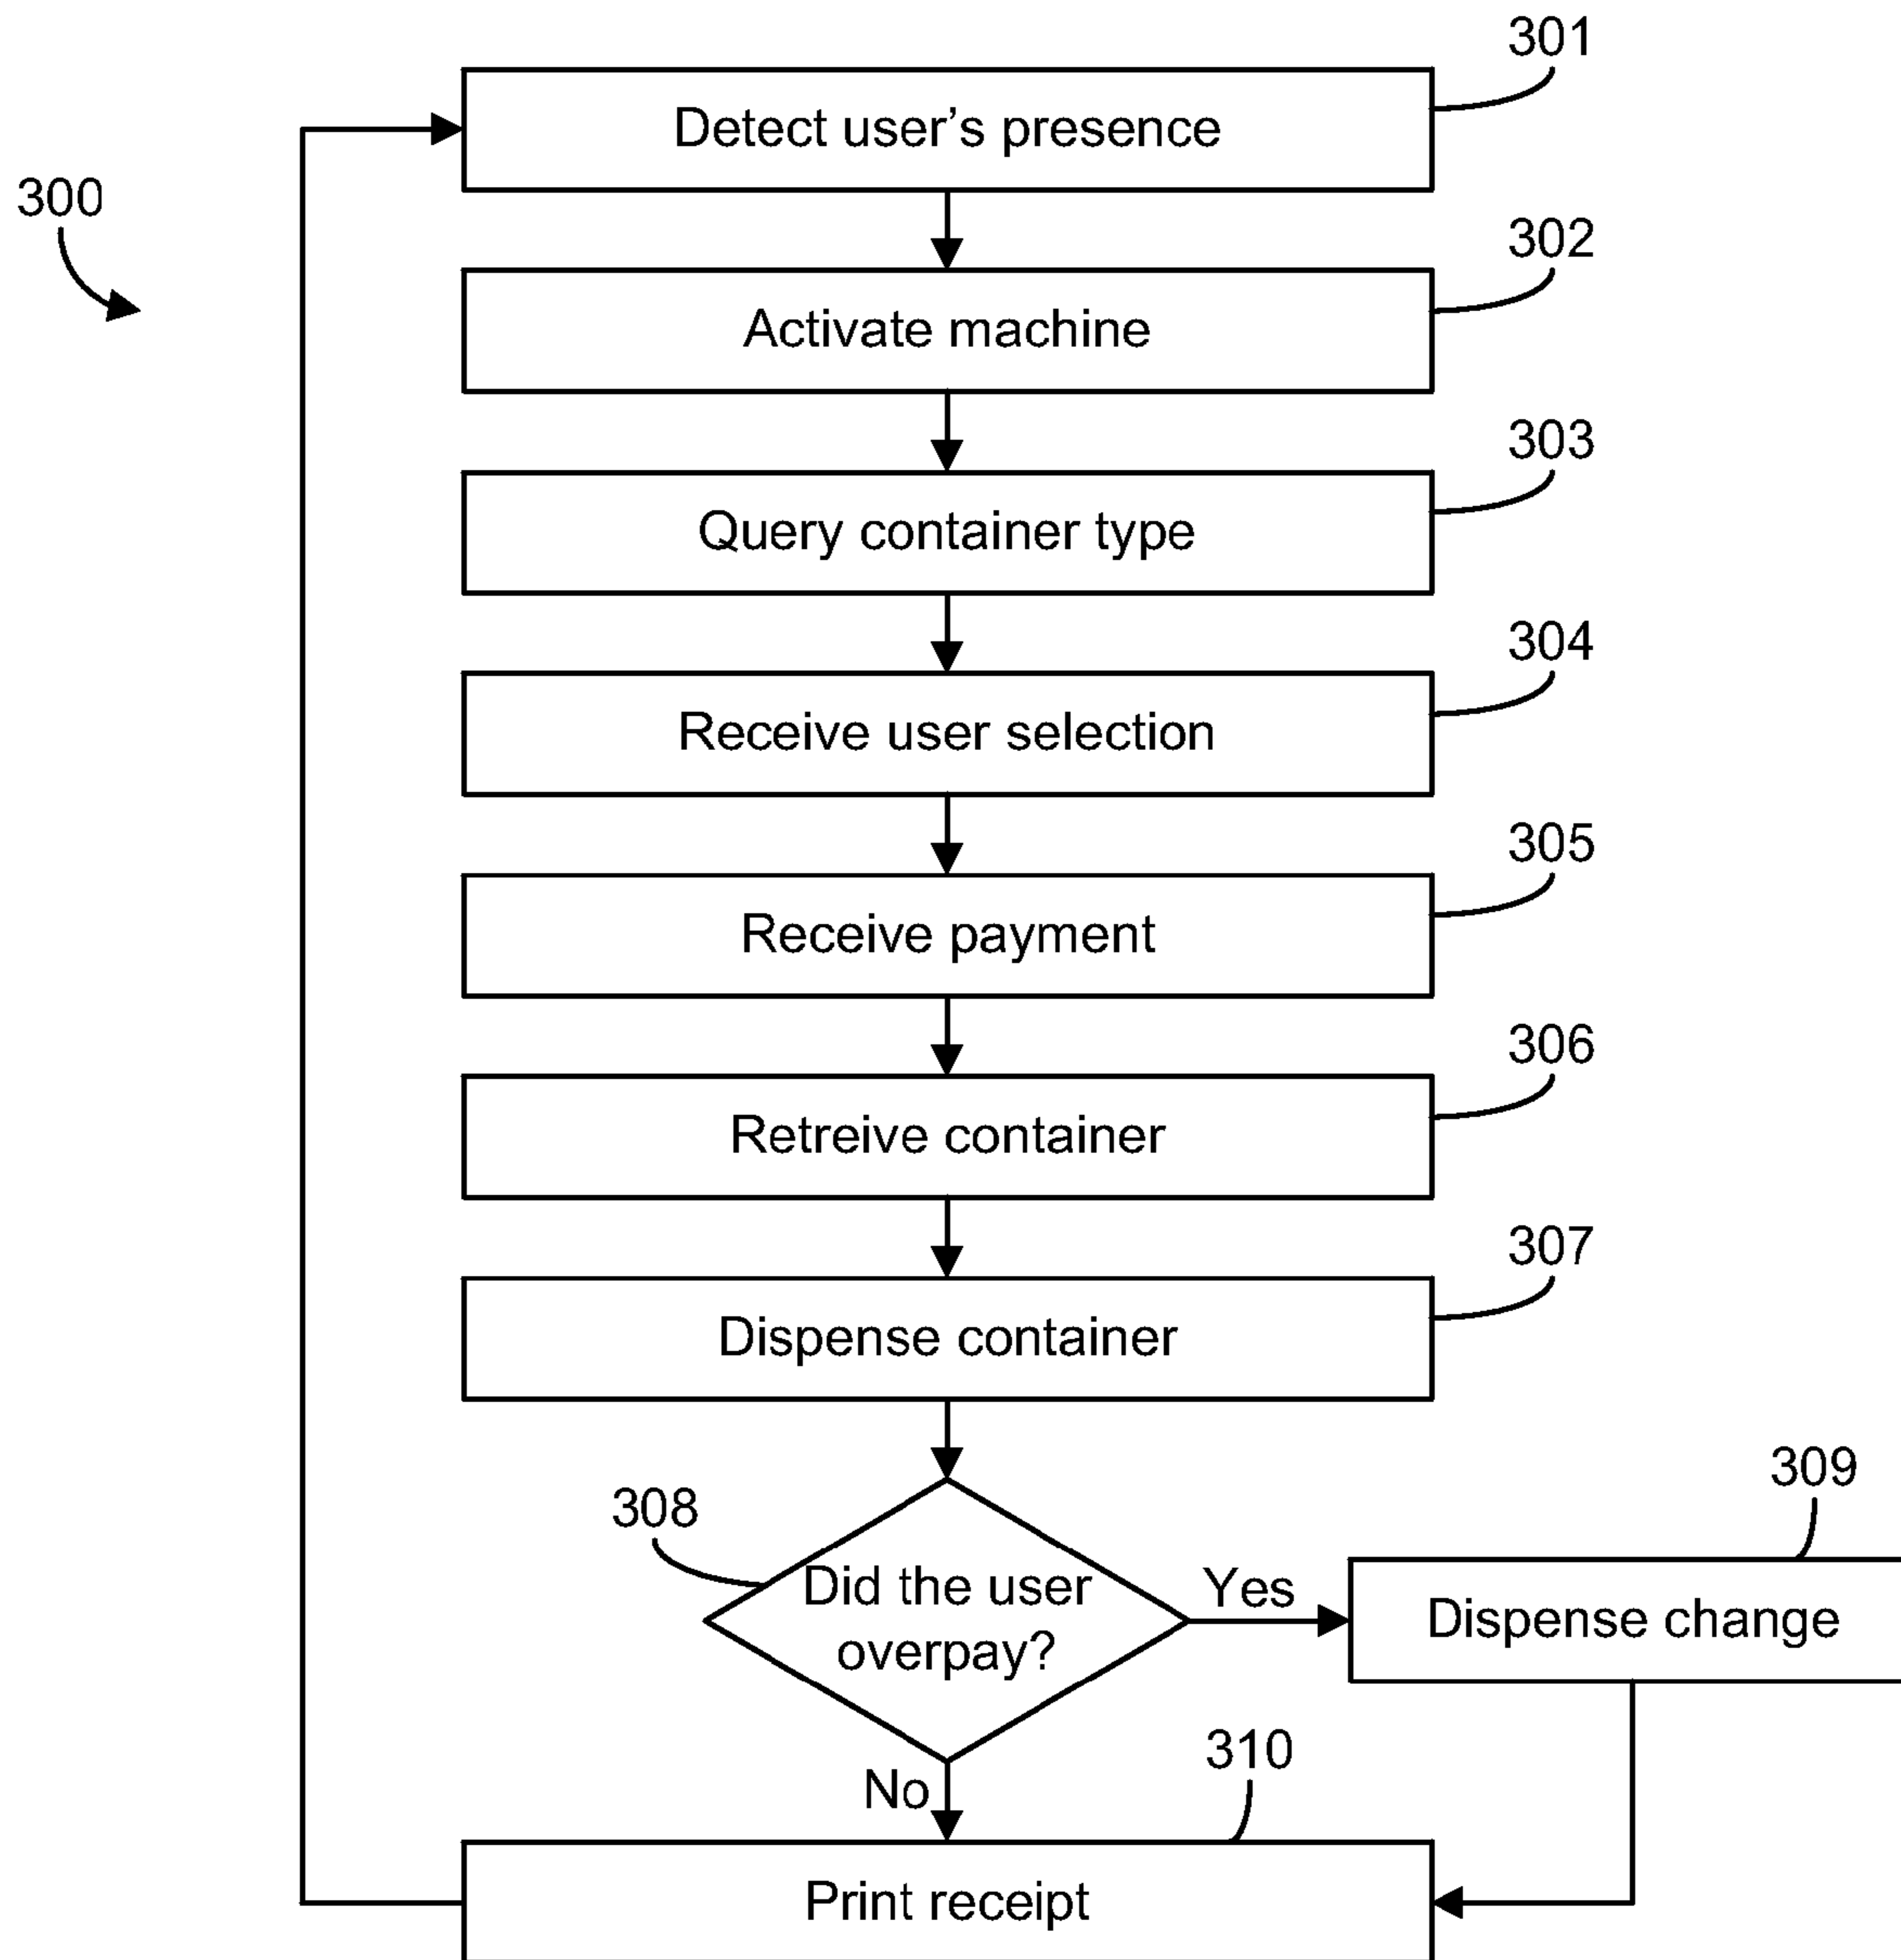 301
Detect user's presence
300
302
Activate machine
303
Query container type
304
Receive user selection
305
Receive payment
306
Retreive container
307
Dispense container
308
Did the user
overpay?
Yes
309
Dispense change
No
310
Print receipt